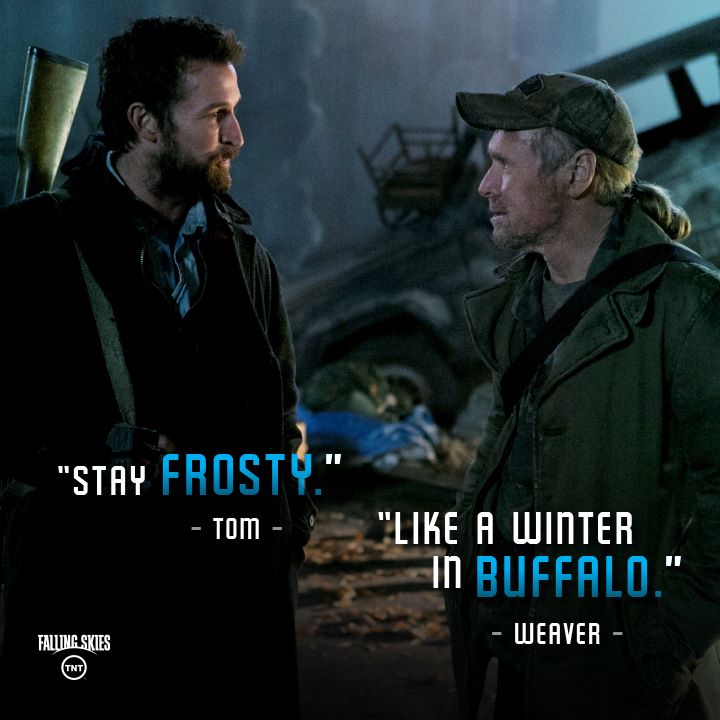 "STAY FROSTY."
- TOM -
"LIKE A WINTER
IN BUFFALO."
- WEAVER -
FALLING SKIES
TNT